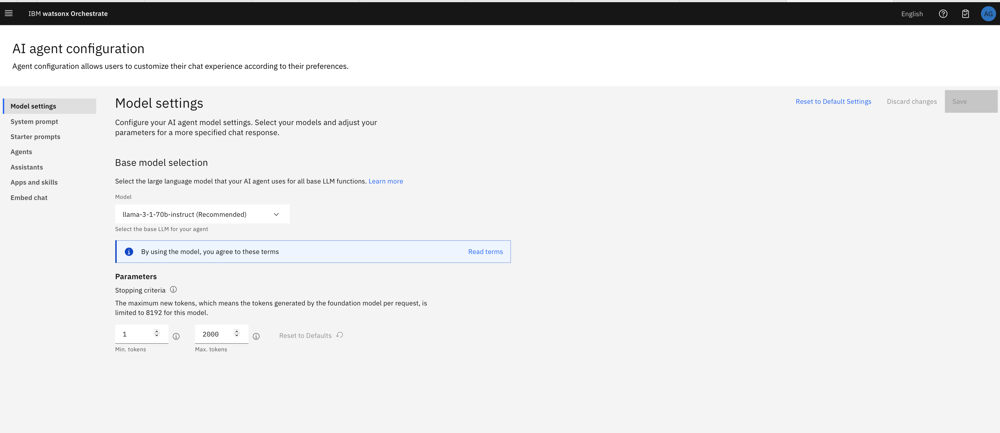 IBM watsonx Orchestrate
English
AG
AI agent configuration
Agent configuration allows users to customize their chat experience according to their preferences.
Model settings
System prompt
Starter prompts
Agents
Assistants
Apps and skills
Embed chat
Model settings
Reset to Default Settings
Discard changes
Save
Configure your AI agent model settings. Select your models and adjust your
parameters for a more specified chat response.
Base model selection
Select the large language model that your AI agent uses for all base LLM functions. Learn more
Model
llama-3-1-70b-instruct (Recommended)
Select the base LLM for your agent
By using the model, you agree to these terms
Read terms
Parameters
Stopping criteria
The maximum new tokens, which means the tokens generated by the foundation model per request, is
limited to 8192 for this model.
1
2000
Reset to Defaults
Min. tokens
Max. tokens